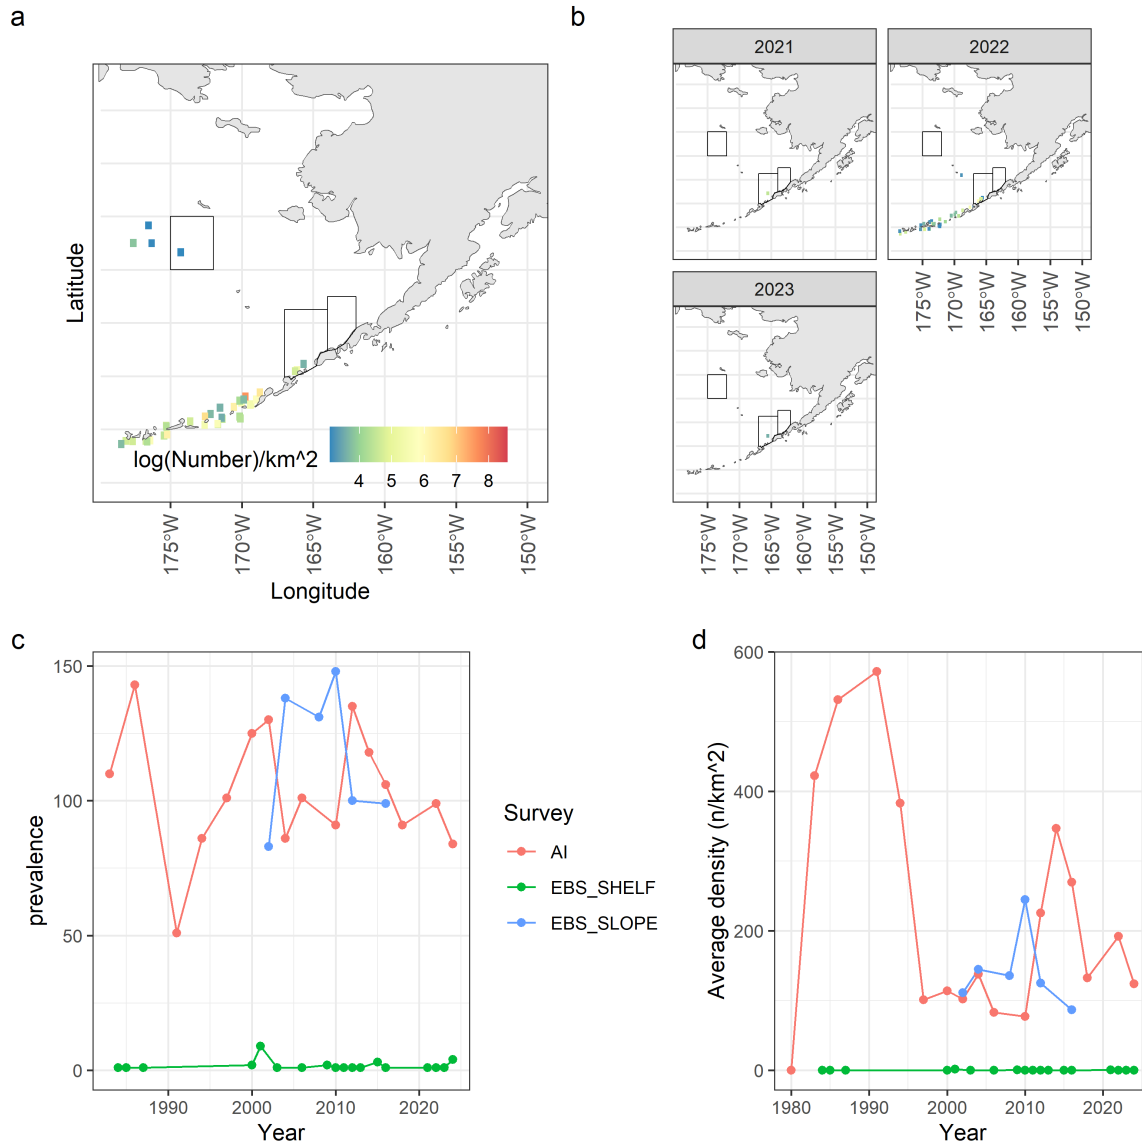 a
Latitude
log(Number)/km^2
4 5 6 7 8
175°W 170°W 165°W 160°W 155°W 150°W
Longitude
b
2021
2022
175°W 170°W 165°W 160°W 155°W 150°W
2023
175°W 170°W 165°W 160°W 155°W 150°W
c
prevalence
150
100
50
0
1990 2000 2010 2020
Year
Survey
AI
EBS_SHELF
EBS_SLOPE
d
Average density (n/km^2)
600
400
200
0
1980 1990 2000 2010 2020
Year